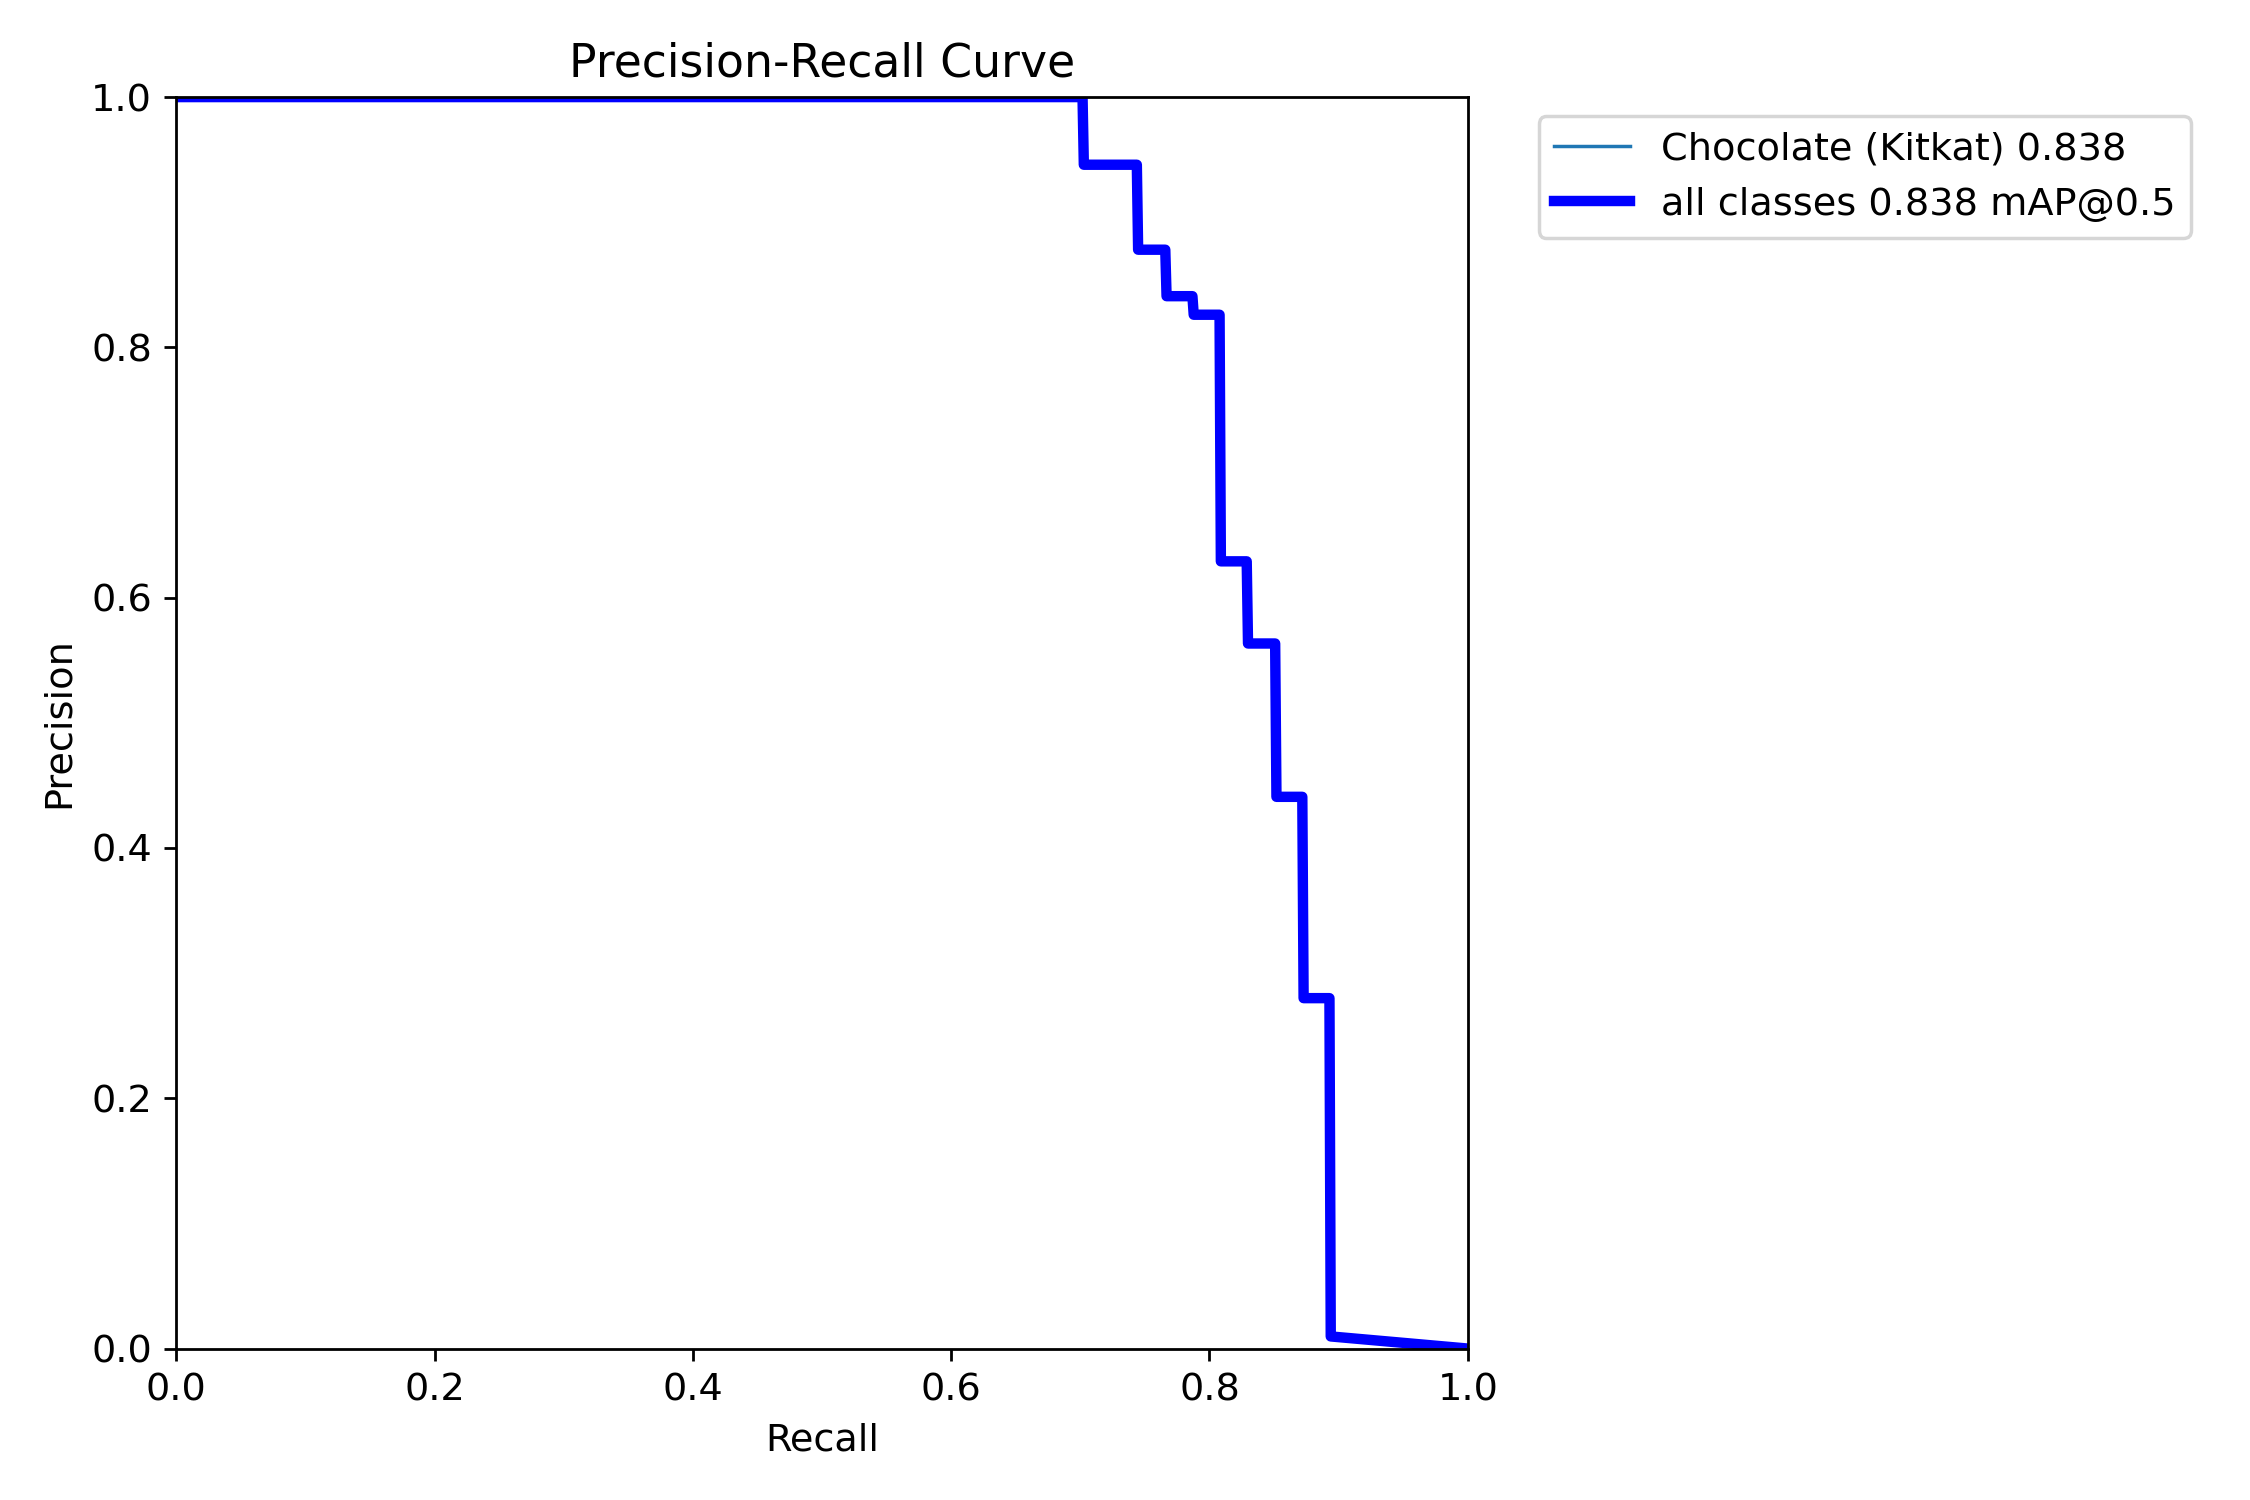 Precision-Recall Curve
1.0
0.8
0.6
0.4
0.2
0.0
Precision
0.0 0.2 0.4 0.6 0.8 1.0
Recall
Chocolate (Kitkat) 0.838
all classes 0.838 mAP@0.5